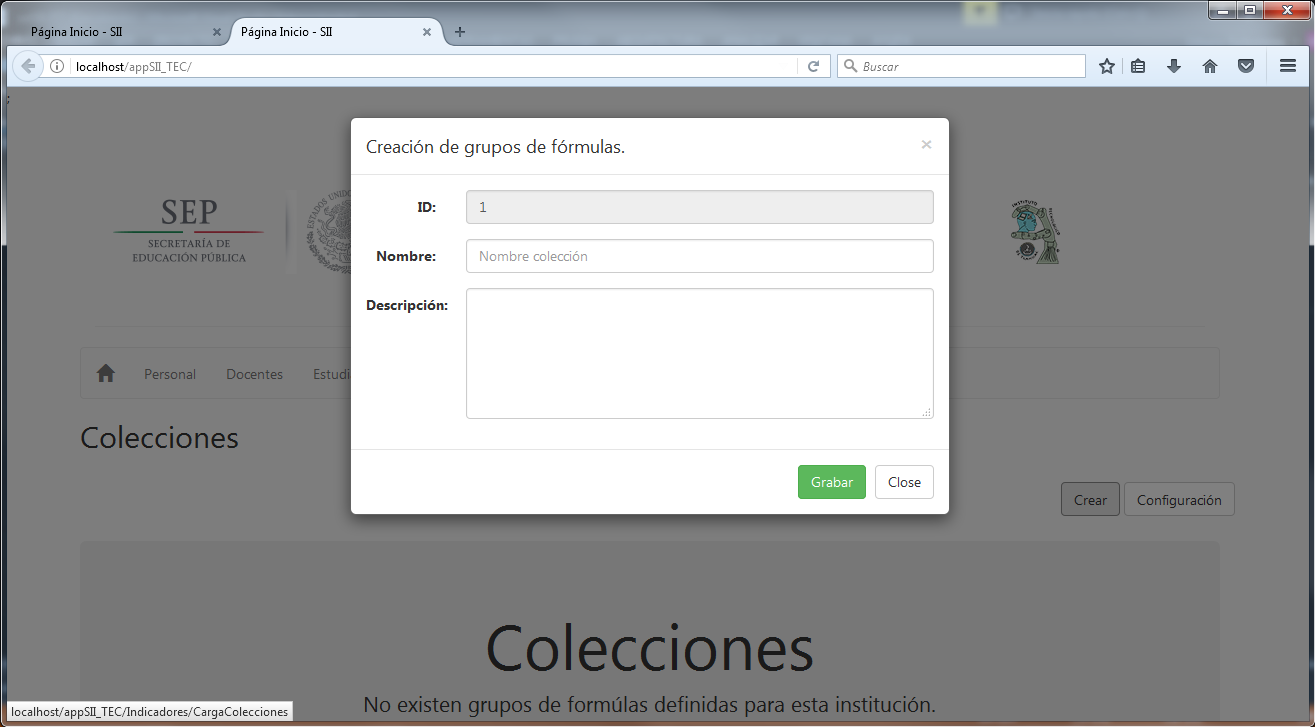 Página Inicio - SII
Página Inicio - SII
localhost/appSII_TEC/
Buscar
Creación de grupos de fórmulas.
SEP
SECRETARÍA DE
EDUCACIÓN PÚBLICA
ESTADOS UNIDO
ID:
1
Nombre:
Nombre colección
Descripción:
Personal
Docentes
Estudi
Colecciones
Grabar
Close
Crear
Configuración
Colecciones
No existen grupos de formúlas definidas para esta institución.
localhost/appSII_TEC/Indicadores/CargaColecciones